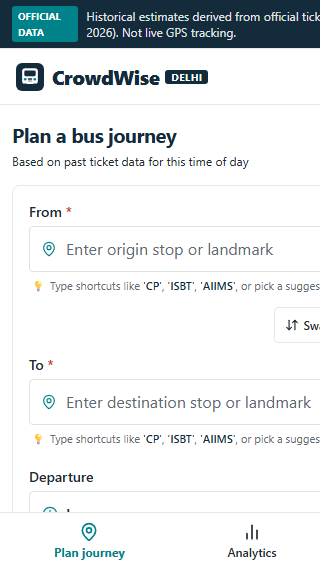 OFFICIAL
DATA
Historical estimates derived from official tick
2026). Not live GPS tracking.
CrowdWise DELHI
Plan a bus journey
Based on past ticket data for this time of day
From *
Enter origin stop or landmark
Type shortcuts like 'CP', 'ISBT', 'AIIMS', or pick a sugges
Swa
To *
Enter destination stop or landmark
Type shortcuts like 'CP', 'ISBT', 'AIIMS', or pick a sugges
Departure
Plan journey
Analytics